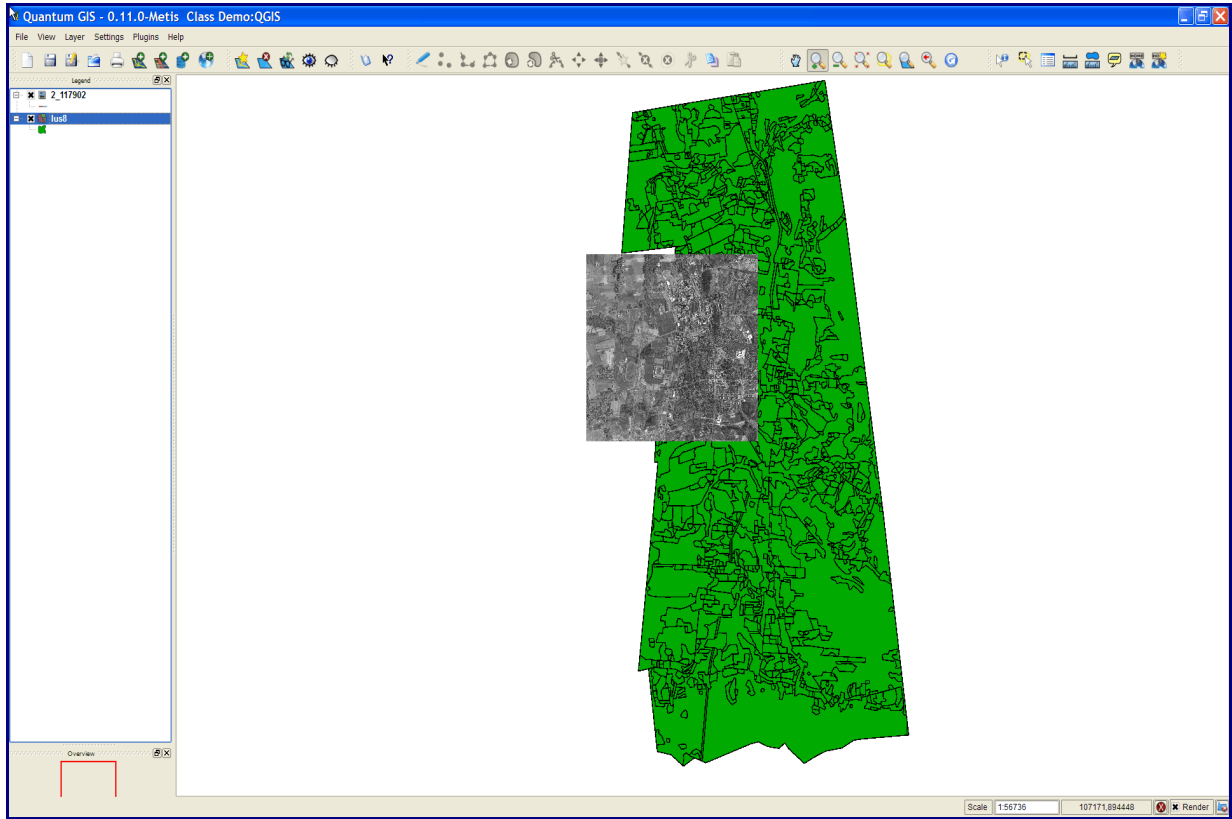 Quantum GIS - 0.11.0-Metis Class Demo:QGIS
File View Layer Settings Plugins Help
Legend
2_117902
lus8
Overview
Scale 1:56736 107171,894448 Render